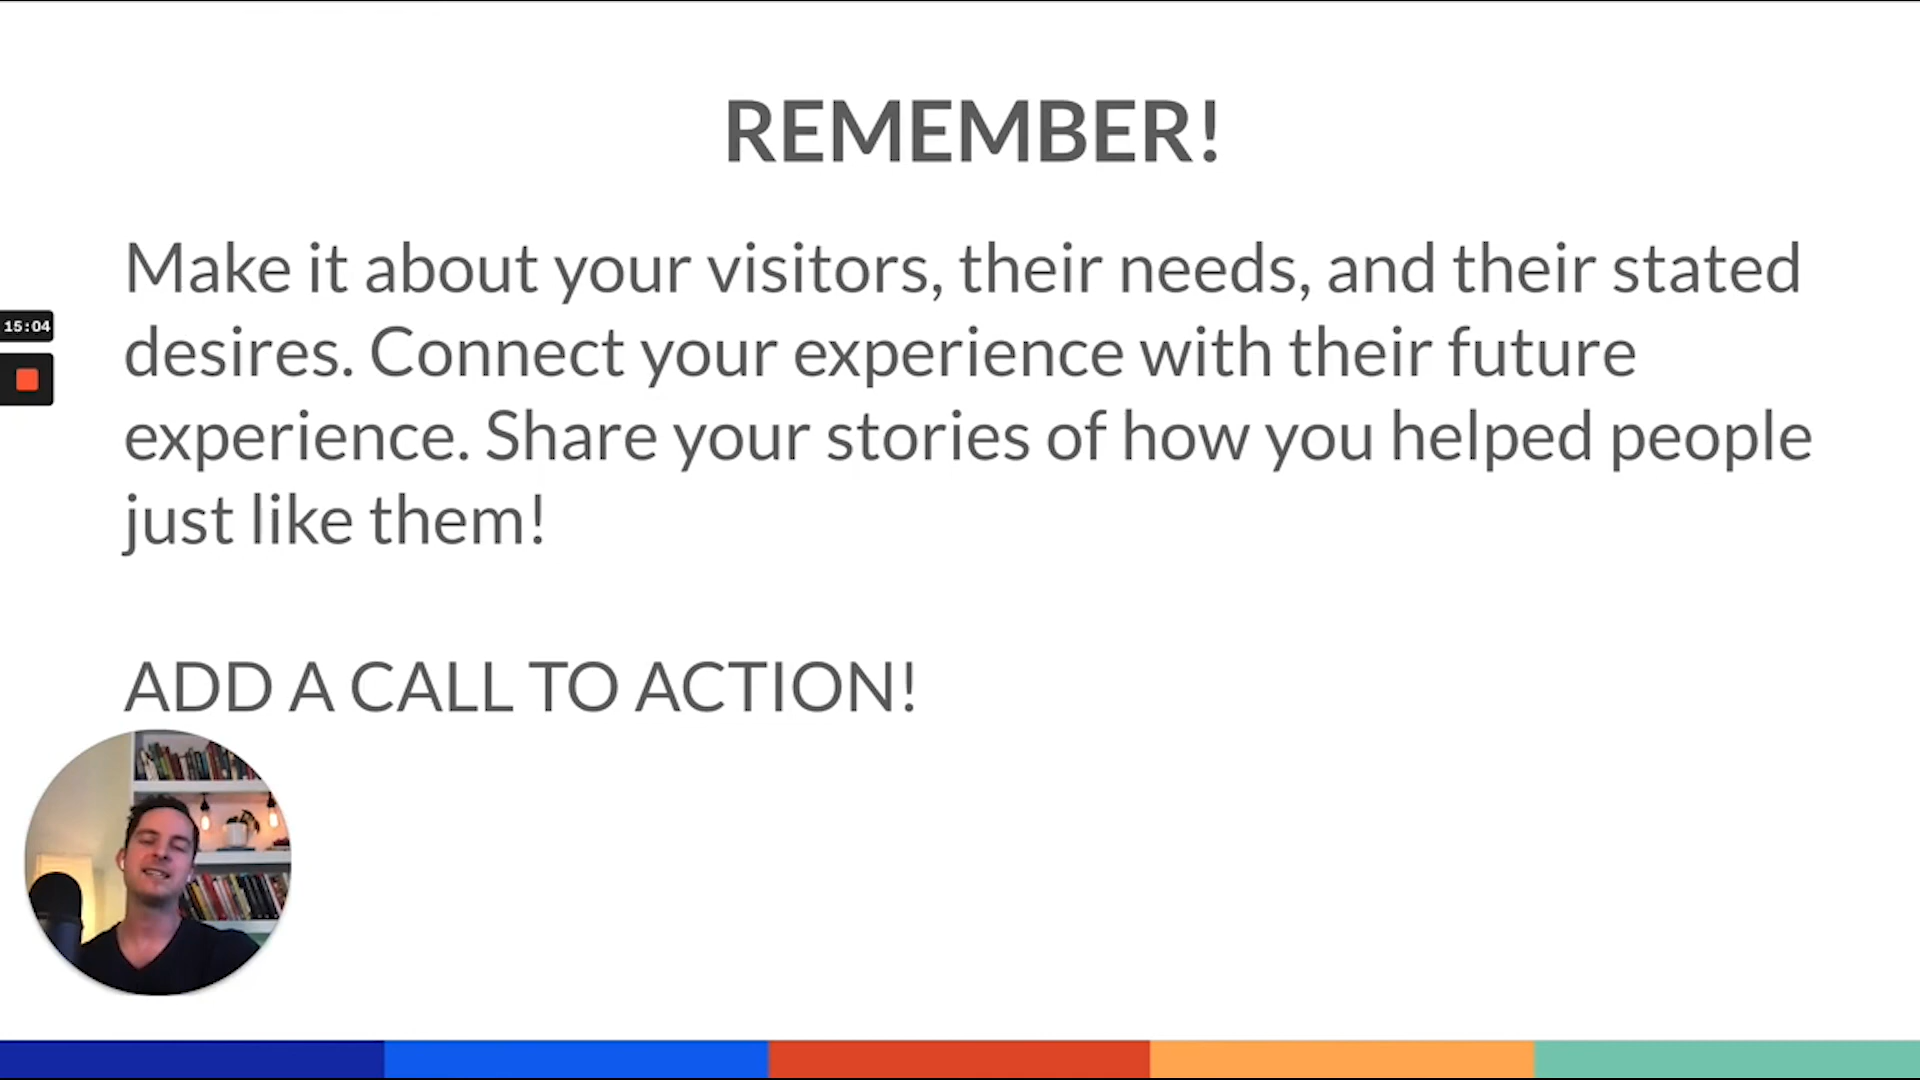 REMEMBER!
Make it about your visitors, their needs, and their stated
desires. Connect your experience with their future
experience. Share your stories of how you helped people
just like them!
ADD A CALL TO ACTION!
15:04